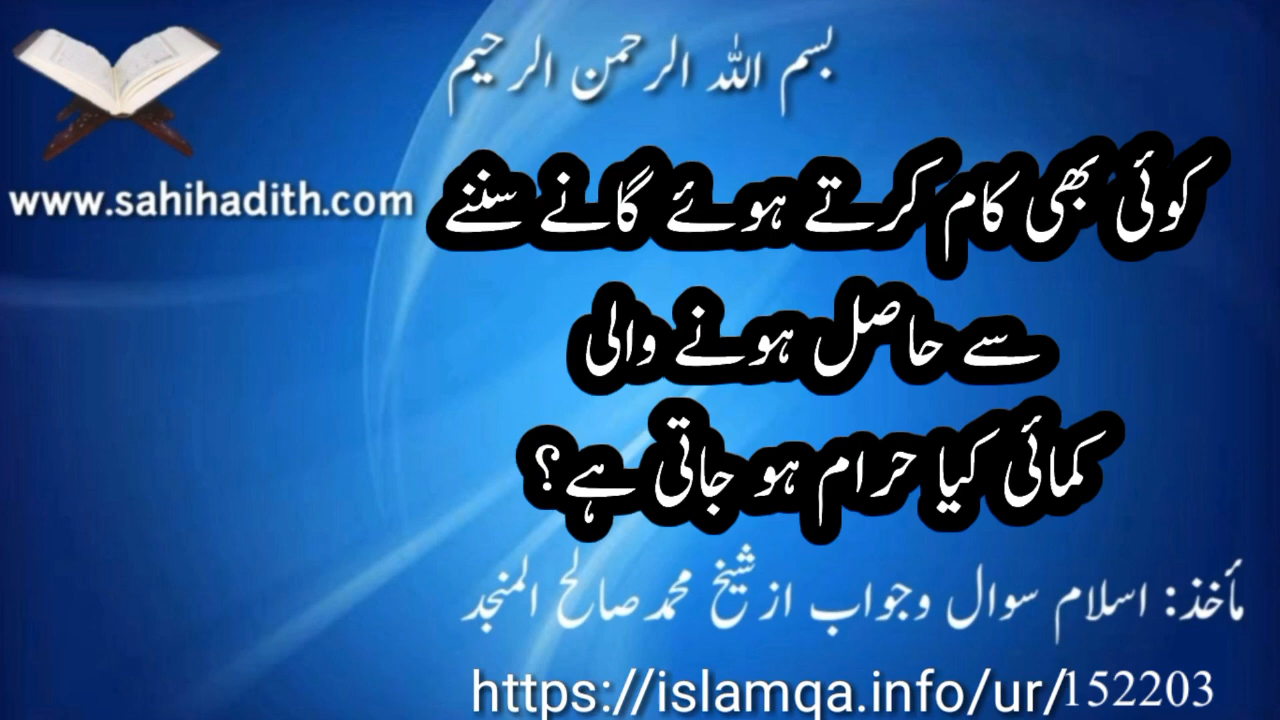 بسم اللہ الرحمن الرحیم
www.sahihadith.com
کوئی بھی کام کرتے ہوئے گانے سننے
سے حاصل ہونے والی
کمائی کیا حرام ہو جاتی ہے؟
مأخذ: اسلام سوال وجواب از شیخ محمد صالح المنجد
https://islamqa.info/ur/152203